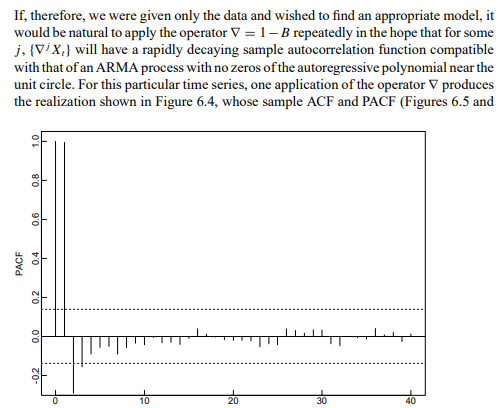 If, therefore, we were given only the data and wished to find an appropriate model, it
would be natural to apply the operator ∇ = 1 − B repeatedly in the hope that for some
j, {∇ʲXₜ} will have a rapidly decaying sample autocorrelation function compatible
with that of an ARMA process with no zeros of the autoregressive polynomial near the
unit circle. For this particular time series, one application of the operator ∇ produces
the realization shown in Figure 6.4, whose sample ACF and PACF (Figures 6.5 and
PACF
1.0
0.8
0.6
0.4
0.2
0.0
-0.2
0 10 20 30 40